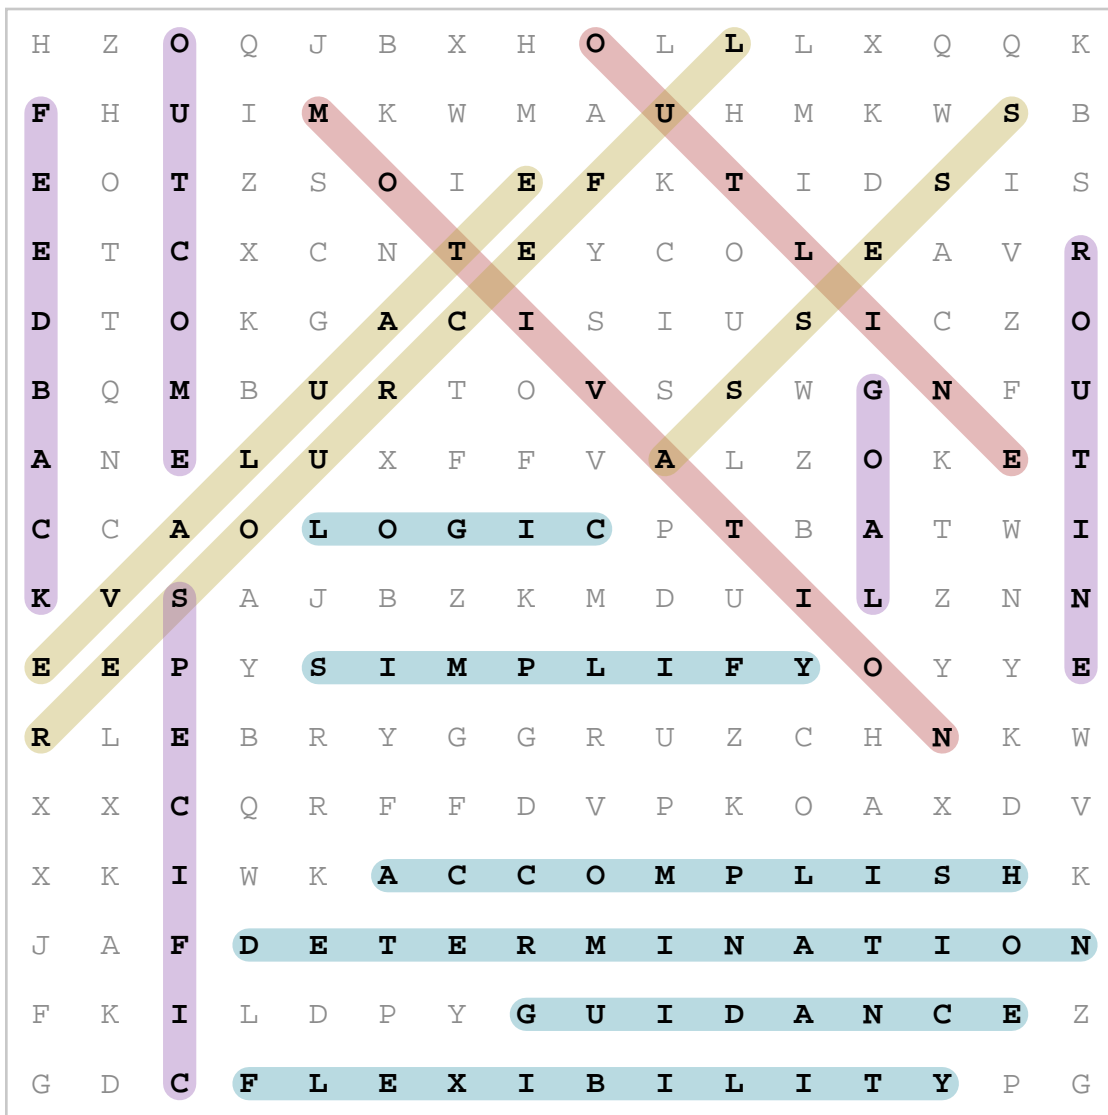 H Z O Q J B X H O L L L X Q Q K
F H U I M K W M A U H M K W S B
E O T Z S O I E F K T I D S I S
E T C X C N T E Y C O L E A V R
D T O K G A C I S I U S I C Z O
B Q M B U R T O V S S W G N F U
A N E L U X F F V A L Z O K E T
C C A O L O G I C P T B A T W I
K V S A J B Z K M D U I L Z N N
E E P Y S I M P L I F Y O Y Y E
R L E B R Y G G R U Z C H N K W
X X C Q R F F D V P K O A X D V
X K I W K A C C O M P L I S H K
J A F D E T E R M I N A T I O N
F K I L D P Y G U I D A N C E Z
G D C F L E X I B I L I T Y P G